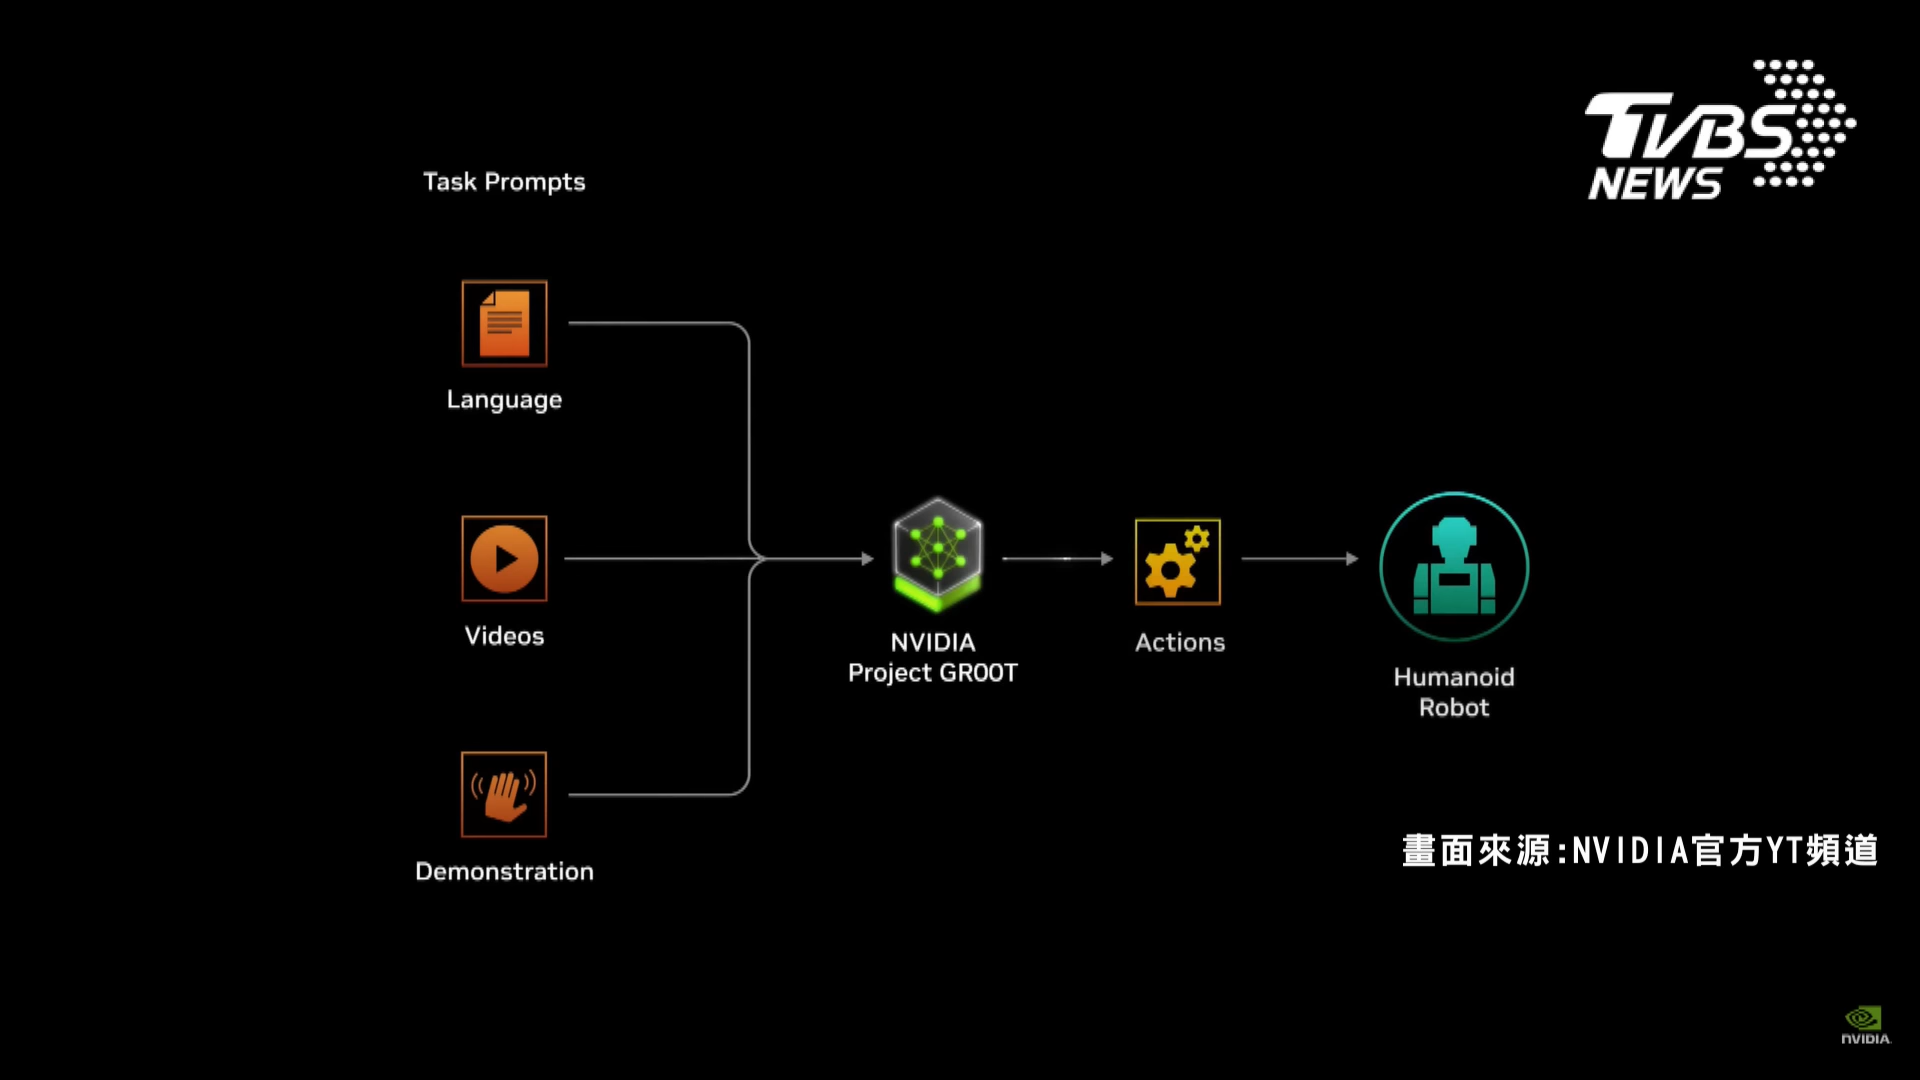 TVBS
NEWS
Task Prompts
Language
Videos
Demonstration
NVIDIA
Project GR00T
Actions
Humanoid
Robot
畫面來源:NVIDIA官方YT頻道
NVIDIA.